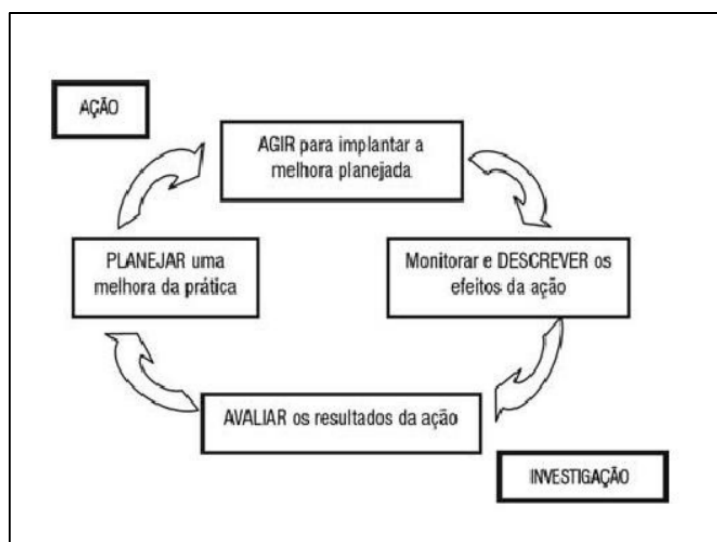 AÇÃO
AGIR para implantar a
melhora planejada
PLANEJAR uma
melhora da prática
Monitorar e DESCREVER os
efeitos da ação
AVALIAR os resultados da ação
INVESTIGAÇÃO